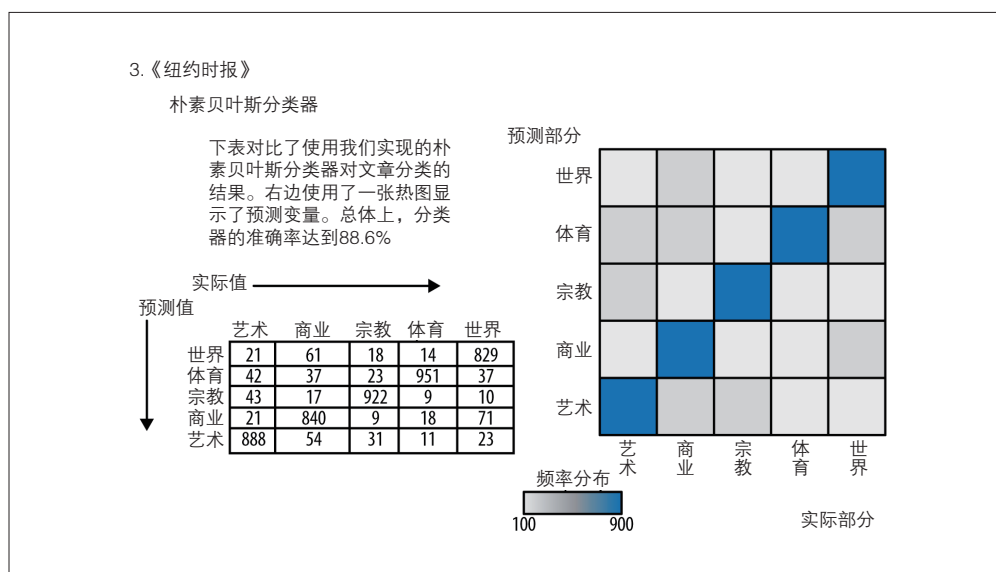 3.《纽约时报》
朴素贝叶斯分类器
下表对比了使用我们实现的朴
素贝叶斯分类器对文章分类的
结果。右边使用了一张热图显
示了预测变量。总体上，分类
器的准确率达到88.6%
实际值
预测值
艺术 商业 宗教 体育 世界
世界 21 61 18 14 829
体育 42 37 23 951 37
宗教 43 17 922 9 10
商业 21 840 9 18 71
艺术 888 54 31 11 23
预测部分
世界
体育
宗教
商业
艺术
艺术 商业 宗教 体育 世界
频率分布
100 900
实际部分